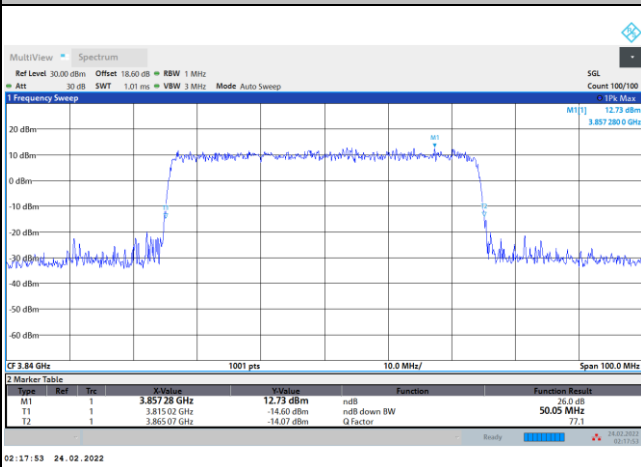 MultiView Spectrum
Ref Level 30.00 dBm Offset 18.60 dB RBW 1 MHz SGL
Att 30 dB SWT 1.01 ms VBW 3 MHz Mode Auto Sweep Count 100/100
1 Frequency Sweep 1Pk Max
M1[1] 12.73 dBm
3.857 280 0 GHz
20 dBm
M1
10 dBm
0 dBm
-10 dBm
T1 T2
-20 dBm
-30 dBm
-40 dBm
-50 dBm
-60 dBm
CF 3.84 GHz 1001 pts 10.0 MHz/ Span 100.0 MHz
2 Marker Table
Type Ref Trc X-Value Y-Value Function Function Result
M1 1 3.857 28 GHz 12.73 dBm ndB 26.0 dB
T1 1 3.815 02 GHz -14.60 dBm ndB down BW 50.05 MHz
T2 1 3.865 07 GHz -14.07 dBm Q Factor 77.1
Ready 24.02.2022
02:17:53
02:17:53 24.02.2022